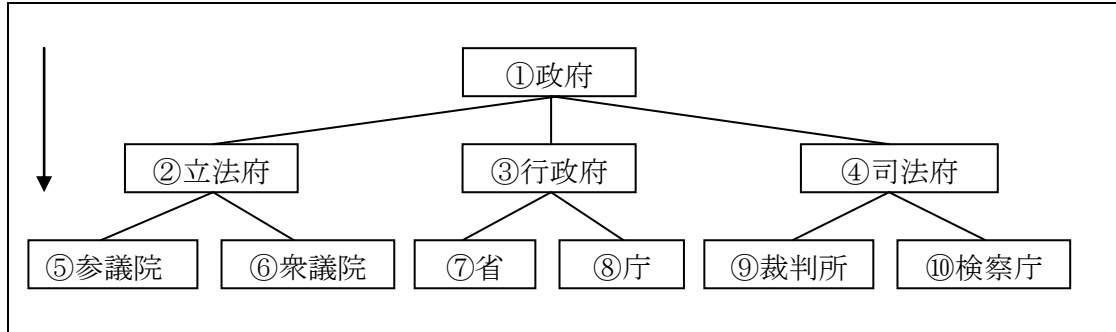 ①政府
②立法府
③行政府
④司法府
⑤参議院
⑥衆議院
⑦省
⑧庁
⑨裁判所
⑩検察庁